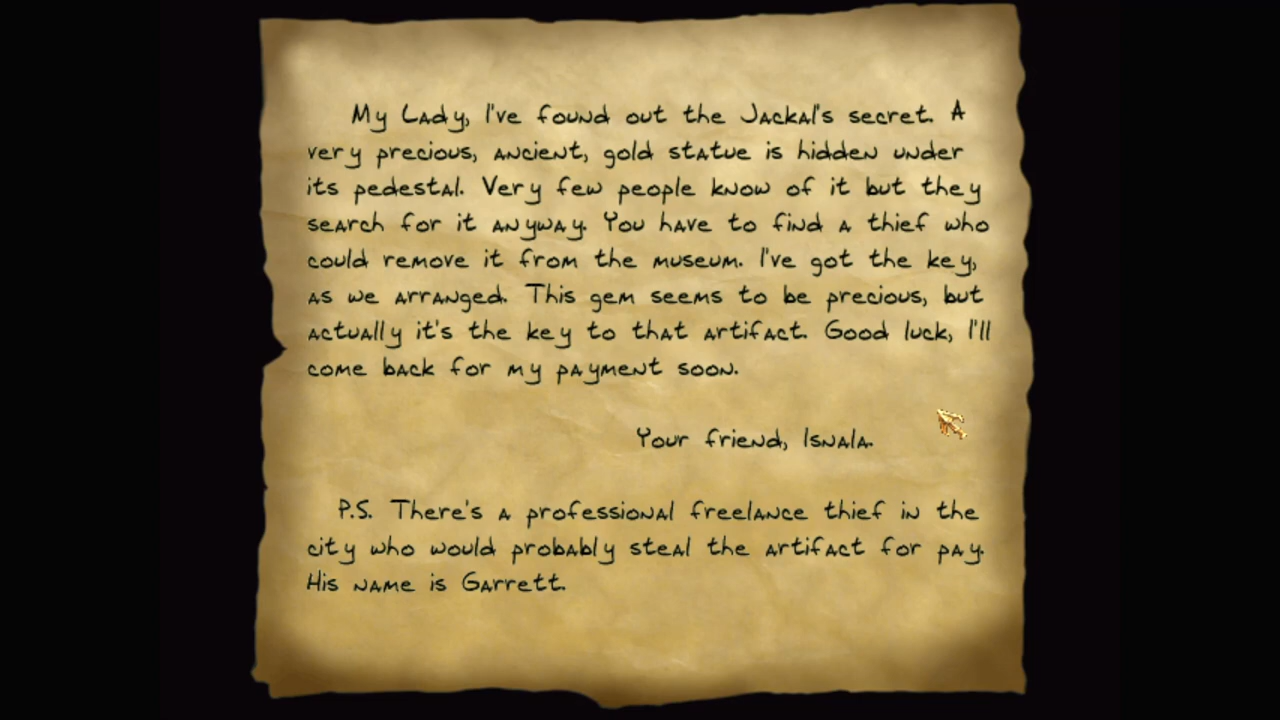 My Lady, I've found out the Jackal's secret. A
very precious, ancient, gold statue is hidden under
its pedestal. Very few people know of it but they
search for it anyway. You have to find a thief who
could remove it from the museum. I've got the key,
as we arranged. This gem seems to be precious, but
actually it's the key to that artifact. Good luck, I'll
come back for my payment soon.
Your friend, Isnala.
P.S. There's a professional freelance thief in the
city who would probably steal the artifact for pay.
His name is Garrett.